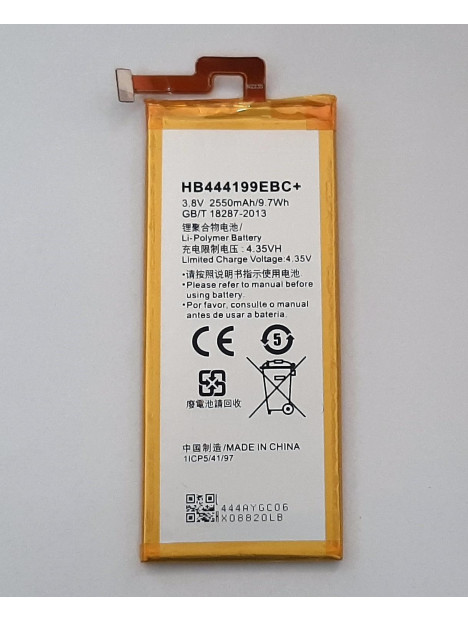 HB444199EBC+
3.8V 2550mAh/9.7Wh
GB/T 18287-2013
锂聚合物电池/
Li-Polymer Battery
充电限制电压: 4.35VH
Limited Charge Voltage:4.35V
•请按照说明书指示使用电池.
•Please refer to manual before
using battery.
•Por favor, consulte o manual
antes de usar a bateria.
CE
5
廢電池請回收
中国制造/MADE IN CHINA
1ICP5/41/97
444AYGC06
X08820LB